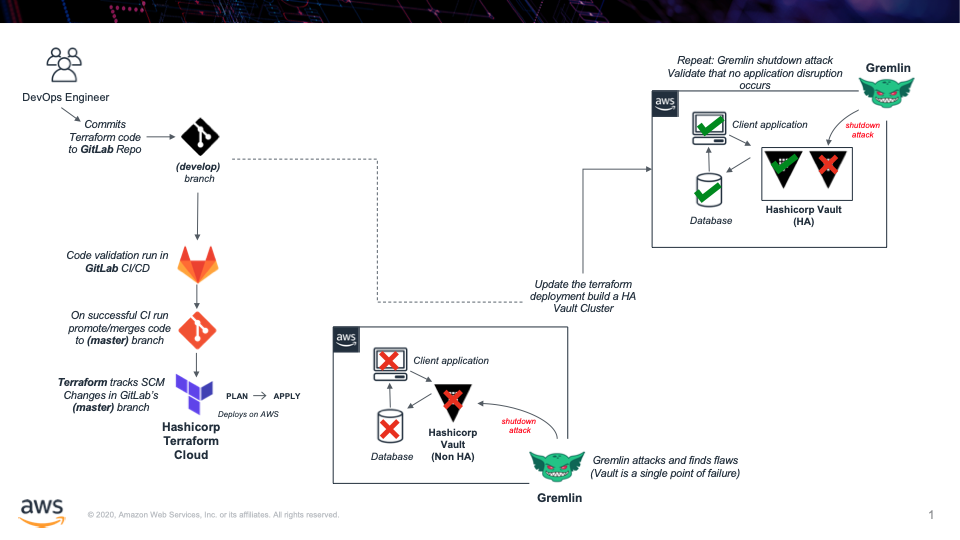 DevOps Engineer
Commits
Terraform code
to GitLab Repo
(develop)
branch
Code validation run in
GitLab CI/CD
On successful CI run
promote/merges code
to (master) branch
Terraform tracks SCM
Changes in GitLab's
(master) branch
PLAN → APPLY
Deploys on AWS
Hashicorp
Terraform
Cloud
aws
Client application
Database
Hashicorp
Vault
(Non HA)
shutdown
attack
Gremlin
Gremlin attacks and finds flaws
(Vault is a single point of failure)
Update the terraform
deployment build a HA
Vault Cluster
Repeat: Gremlin shutdown attack
Validate that no application disruption
occurs
Gremlin
aws
Client application
shutdown
attack
Database
Hashicorp Vault
(HA)
aws
© 2020, Amazon Web Services, Inc. or its affiliates. All rights reserved.
1